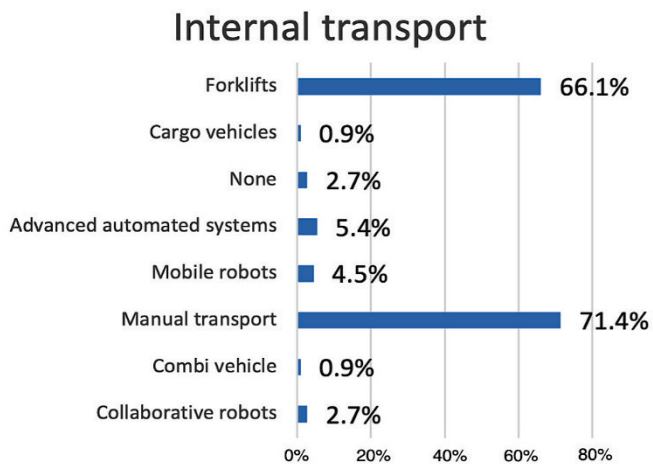 Internal transport
Forklifts 66.1%
Cargo vehicles 0.9%
None 2.7%
Advanced automated systems 5.4%
Mobile robots 4.5%
Manual transport 71.4%
Combi vehicle 0.9%
Collaborative robots 2.7%
0% 20% 40% 60% 80%